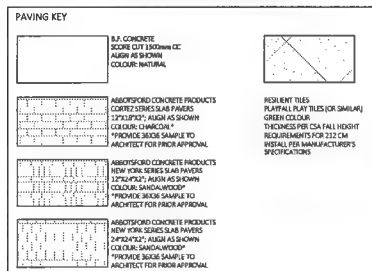 PAVING KEY
B.F. CONCRETE
SCORE CUT 1500mm CC
ALIGN AS SHOWN
COLOUR: NATURAL
ABBOTSFORD CONCRETE PRODUCTS
CORTEZ SERIES SLAB PAVERS
12"X18"X2"; ALIGN AS SHOWN
COLOUR: CHARCOAL*
*PROVIDE 36X36 SAMPLE TO
ARCHITECT FOR PRIOR APPROVAL
ABBOTSFORD CONCRETE PRODUCTS
NEW YORK SERIES SLAB PAVERS
12"X24"X2"; ALIGN AS SHOWN
COLOUR: SANDALWOOD*
*PROVIDE 36X36 SAMPLE TO
ARCHITECT FOR PRIOR APPROVAL
ABBOTSFORD CONCRETE PRODUCTS
NEW YORK SERIES SLAB PAVERS
24"X24"X2"; ALIGN AS SHOWN
COLOUR: SANDALWOOD*
*PROVIDE 36X36 SAMPLE TO
ARCHITECT FOR PRIOR APPROVAL
RESILIENT TILES
PLAYFALL PLAY TILES (OR SIMILAR)
GREEN COLOUR
THICKNESS PER CSA FALL HEIGHT
REQUIREMENTS FOR 212 CM
INSTALL PER MANUFACTURER'S
SPECIFICATIONS